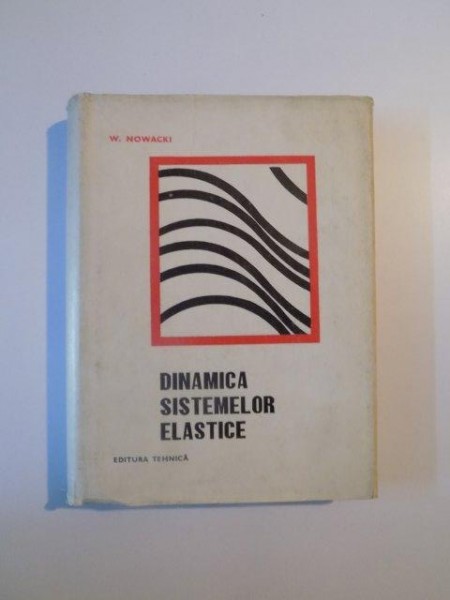 W. NOWACKI
DINAMICA
SISTEMELOR
ELASTICE
EDITURA TEHNICĂ